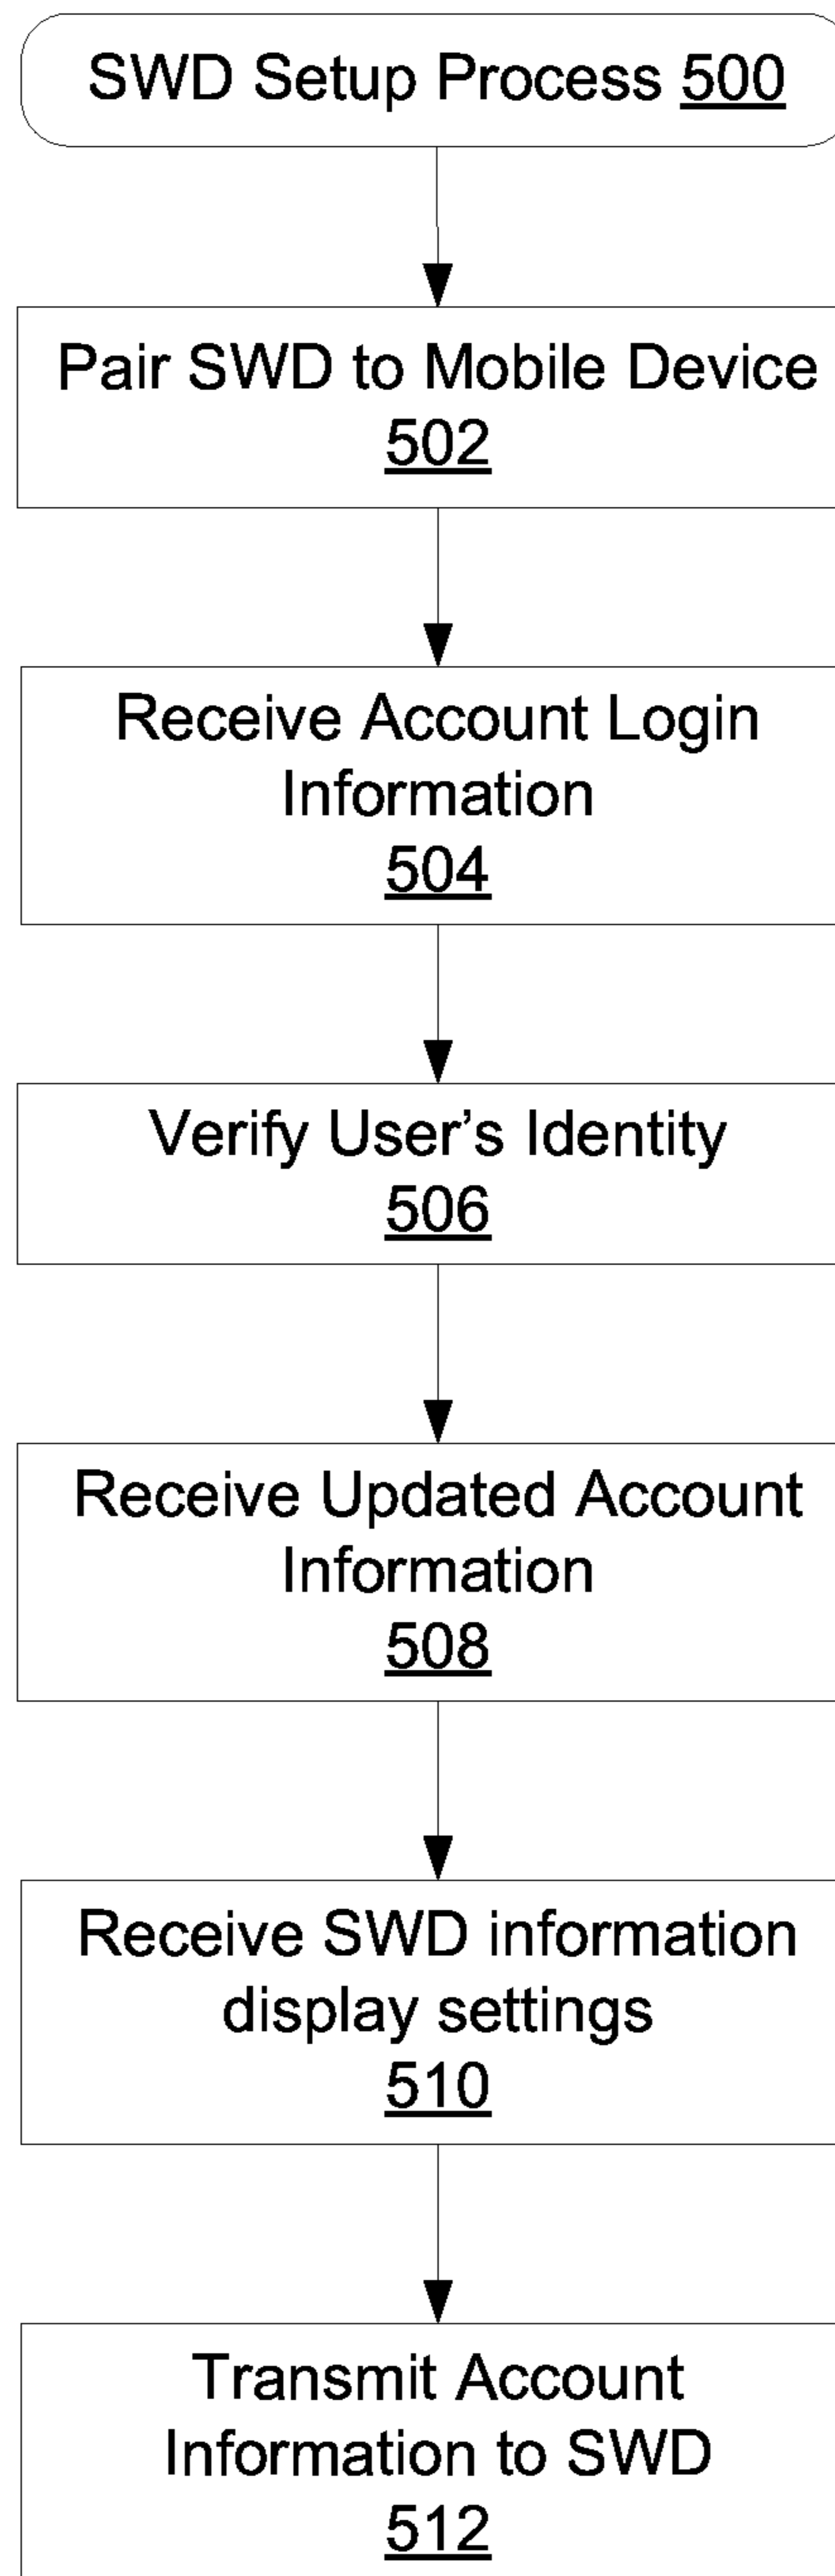 SWD Setup Process 500
Pair SWD to Mobile Device
502
Receive Account Login
Information
504
Verify User’s Identity
506
Receive Updated Account
Information
508
Receive SWD information
display settings
510
Transmit Account
Information to SWD
512